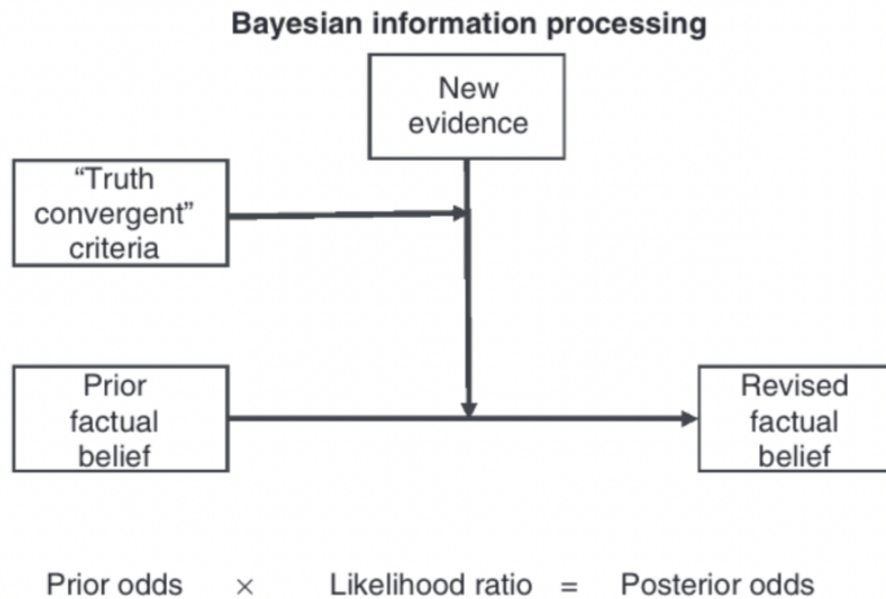 Bayesian information processing
New
evidence
“Truth
convergent”
criteria
Prior
factual
belief
Revised
factual
belief
Prior odds × Likelihood ratio = Posterior odds